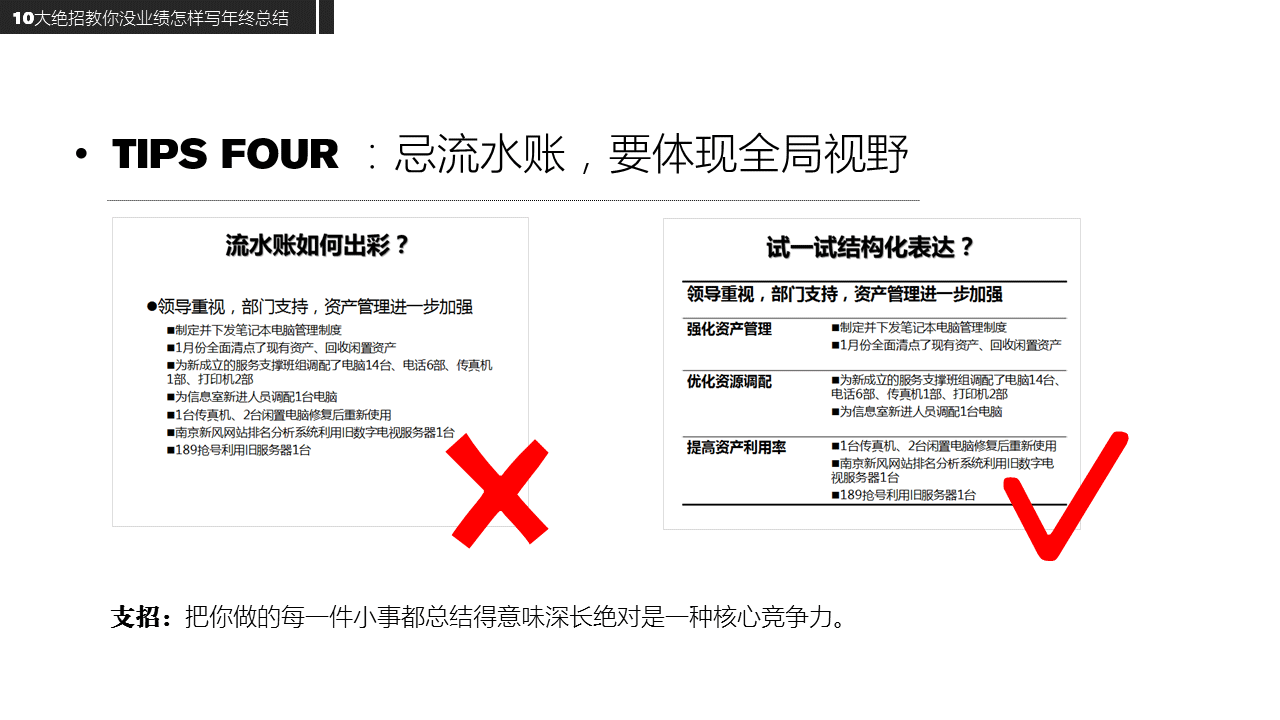 10大绝招教你没业绩怎样写年终总结
• TIPS FOUR ：忌流水账，要体现全局视野
流水账如何出彩？
●领导重视，部门支持，资产管理进一步加强
■制定并下发笔记本电脑管理制度
■1月份全面清点了现有资产、回收闲置资产
■为新成立的服务支撑班组调配了电脑14台、电话6部、传真机
1部、打印机2部
■为信息室新进人员调配1台电脑
■1台传真机、2台闲置电脑修复后重新使用
■南京新风网站排名分析系统利用旧数字电视服务器1台
■189抢号利用旧服务器1台
试一试结构化表达？
领导重视，部门支持，资产管理进一步加强
强化资产管理
■制定并下发笔记本电脑管理制度
■1月份全面清点了现有资产、回收闲置资产
优化资源调配
■为新成立的服务支撑班组调配了电脑14台、
电话6部、传真机1部、打印机2部
■为信息室新进人员调配1台电脑
提高资产利用率
■1台传真机、2台闲置电脑修复后重新使用
■南京新风网站排名分析系统利用旧数字电
视服务器1台
■189抢号利用旧服务器1台
支招：把你做的每一件小事都总结得意味深长绝对是一种核心竞争力。